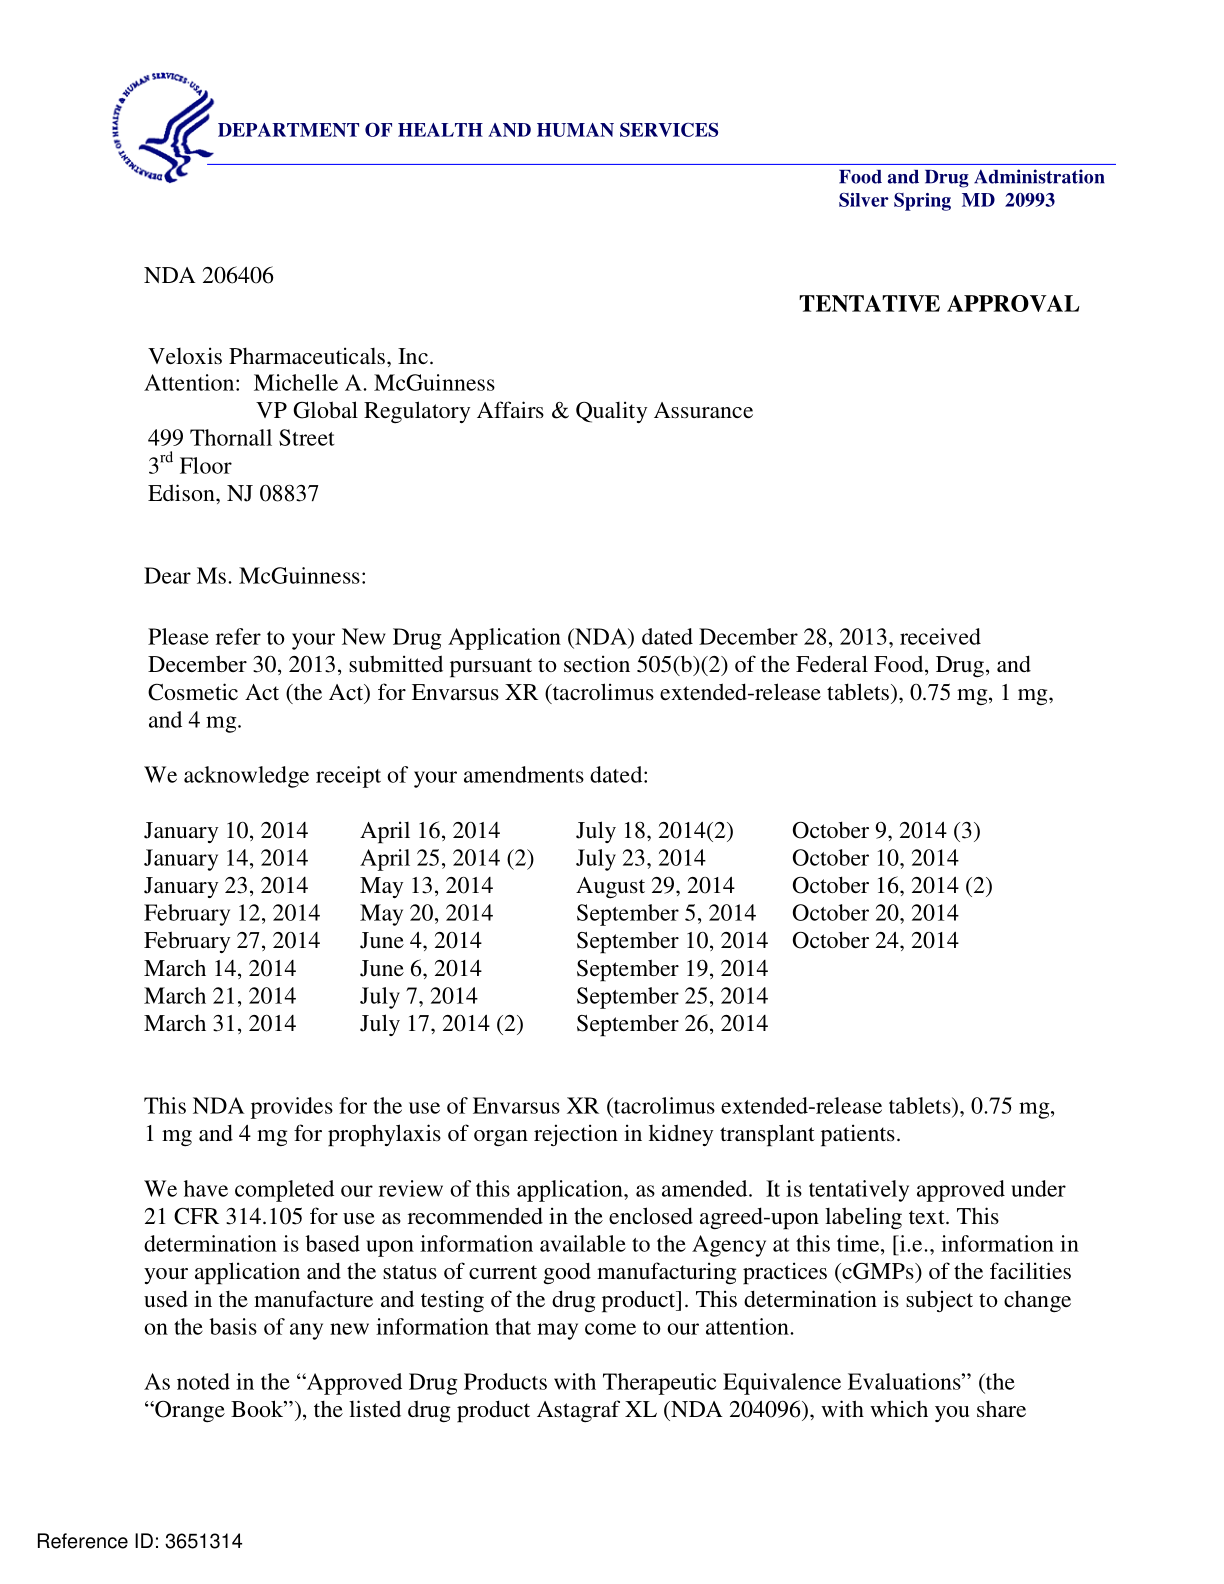 DEPARTMENT OF HEALTH & HUMAN SERVICES·USA
DEPARTMENT OF HEALTH AND HUMAN SERVICES
Food and Drug Administration
Silver Spring  MD  20993
NDA 206406
TENTATIVE APPROVAL
Veloxis Pharmaceuticals, Inc.
Attention:  Michelle A. McGuinness
VP Global Regulatory Affairs & Quality Assurance
499 Thornall Street
3rd Floor
Edison, NJ 08837
Dear Ms. McGuinness:
Please refer to your New Drug Application (NDA) dated December 28, 2013, received
December 30, 2013, submitted pursuant to section 505(b)(2) of the Federal Food, Drug, and
Cosmetic Act (the Act) for Envarsus XR (tacrolimus extended-release tablets), 0.75 mg, 1 mg,
and 4 mg.
We acknowledge receipt of your amendments dated:
January 10, 2014 April 16, 2014 July 18, 2014(2) October 9, 2014 (3)
January 14, 2014 April 25, 2014 (2) July 23, 2014 October 10, 2014
January 23, 2014 May 13, 2014 August 29, 2014 October 16, 2014 (2)
February 12, 2014 May 20, 2014 September 5, 2014 October 20, 2014
February 27, 2014 June 4, 2014 September 10, 2014 October 24, 2014
March 14, 2014 June 6, 2014 September 19, 2014
March 21, 2014 July 7, 2014 September 25, 2014
March 31, 2014 July 17, 2014 (2) September 26, 2014
This NDA provides for the use of Envarsus XR (tacrolimus extended-release tablets), 0.75 mg,
1 mg and 4 mg for prophylaxis of organ rejection in kidney transplant patients.
We have completed our review of this application, as amended.  It is tentatively approved under
21 CFR 314.105 for use as recommended in the enclosed agreed-upon labeling text. This
determination is based upon information available to the Agency at this time, [i.e., information in
your application and the status of current good manufacturing practices (cGMPs) of the facilities
used in the manufacture and testing of the drug product]. This determination is subject to change
on the basis of any new information that may come to our attention.
As noted in the “Approved Drug Products with Therapeutic Equivalence Evaluations” (the
“Orange Book”), the listed drug product Astagraf XL (NDA 204096), with which you share
Reference ID: 3651314